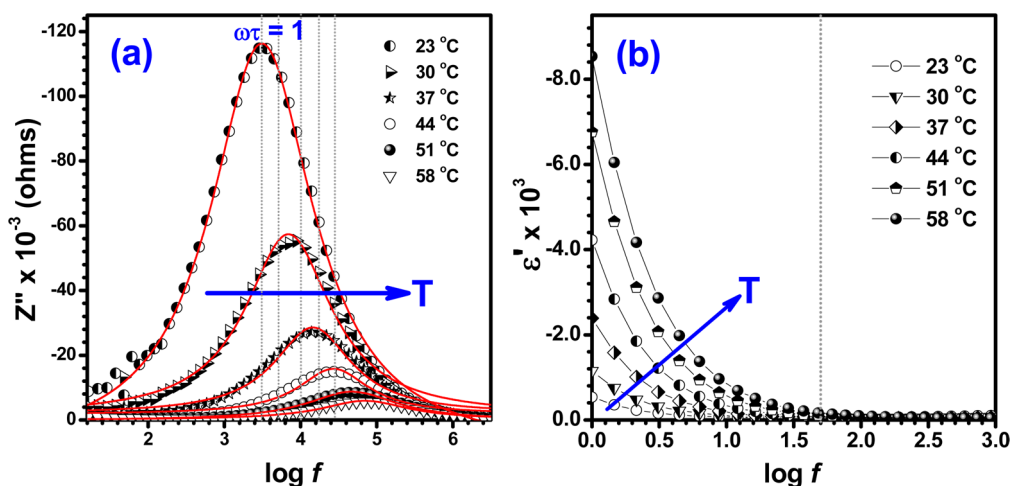 (a)
ωτ = 1
23 °C
30 °C
37 °C
44 °C
51 °C
58 °C
T
-120
-100
-80
-60
-40
-20
0
Z'' x 10⁻³ (ohms)
2 3 4 5 6
log f
(b)
23 °C
30 °C
37 °C
44 °C
51 °C
58 °C
T
-8.0
-6.0
-4.0
-2.0
0.0
ε' x 10³
0.0 0.5 1.0 1.5 2.0 2.5 3.0
log f